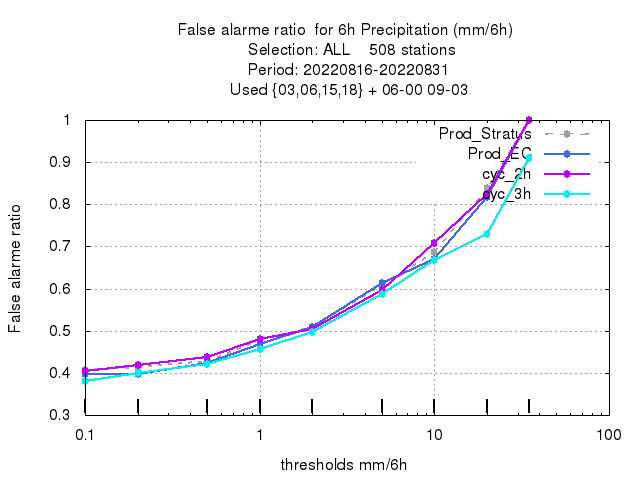 False alarme ratio  for 6h Precipitation (mm/6h)
Selection: ALL    508 stations
Period: 20220816-20220831
Used {03,06,15,18} + 06-00 09-03
Prod_Stratus
Prod_EC
cyc_2h
cyc_3h
1
0.9
0.8
0.7
0.6
0.5
0.4
0.3
False alarme ratio
0.1 1 10 100
thresholds mm/6h